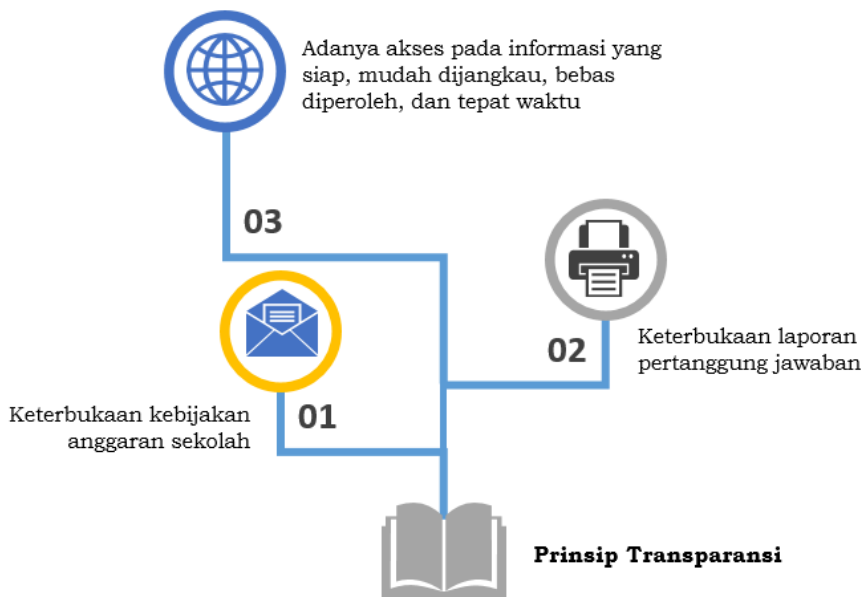 Adanya akses pada informasi yang
siap, mudah dijangkau, bebas
diperoleh, dan tepat waktu
03
02
Keterbukaan laporan
pertanggung jawaban
01
Keterbukaan kebijakan
anggaran sekolah
Prinsip Transparansi